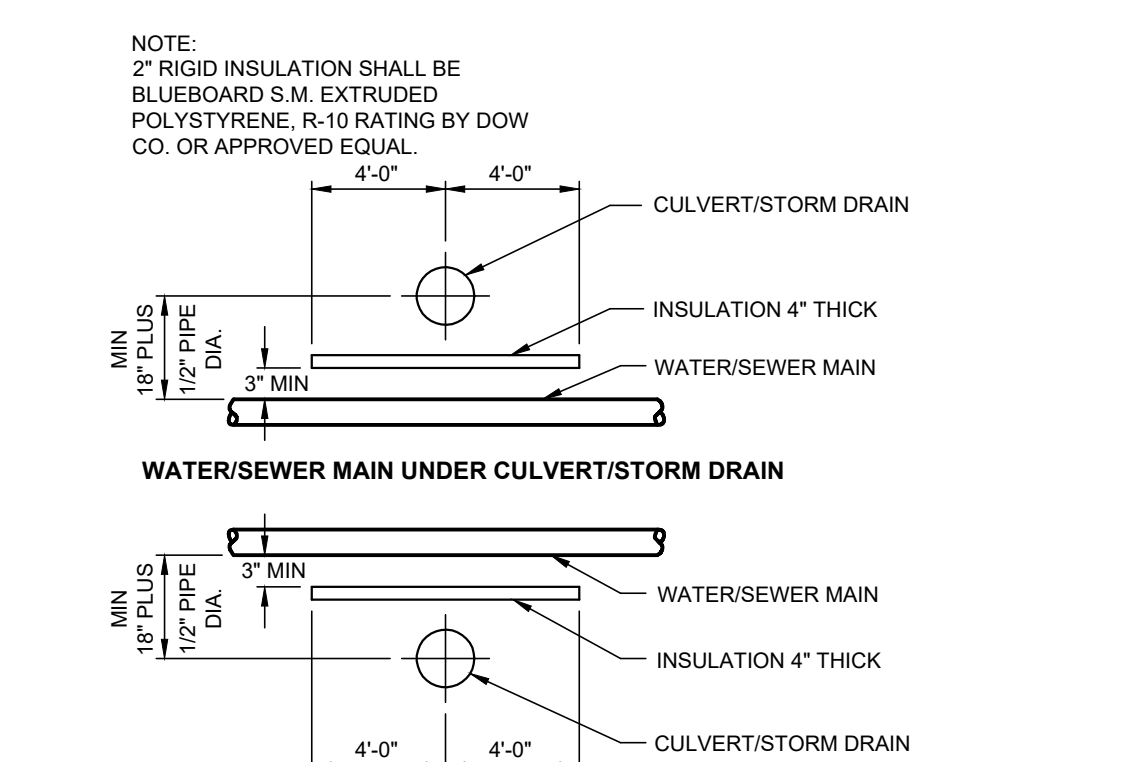 NOTE:
2" RIGID INSULATION SHALL BE
BLUEBOARD S.M. EXTRUDED
POLYSTYRENE, R-10 RATING BY DOW
CO. OR APPROVED EQUAL.
4'-0" 4'-0"
CULVERT/STORM DRAIN
MIN
18" PLUS
1/2" PIPE
DIA.
INSULATION 4" THICK
3" MIN
WATER/SEWER MAIN
WATER/SEWER MAIN UNDER CULVERT/STORM DRAIN
MIN
18" PLUS
1/2" PIPE
DIA.
3" MIN
WATER/SEWER MAIN
INSULATION 4" THICK
4'-0" 4'-0"
CULVERT/STORM DRAIN